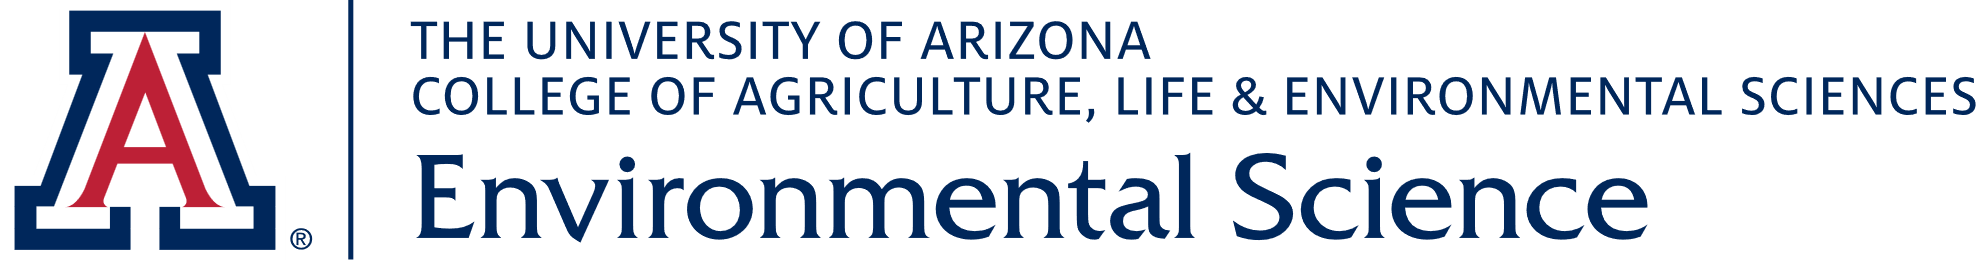 A®
THE UNIVERSITY OF ARIZONA
COLLEGE OF AGRICULTURE, LIFE & ENVIRONMENTAL SCIENCES
Environmental Science